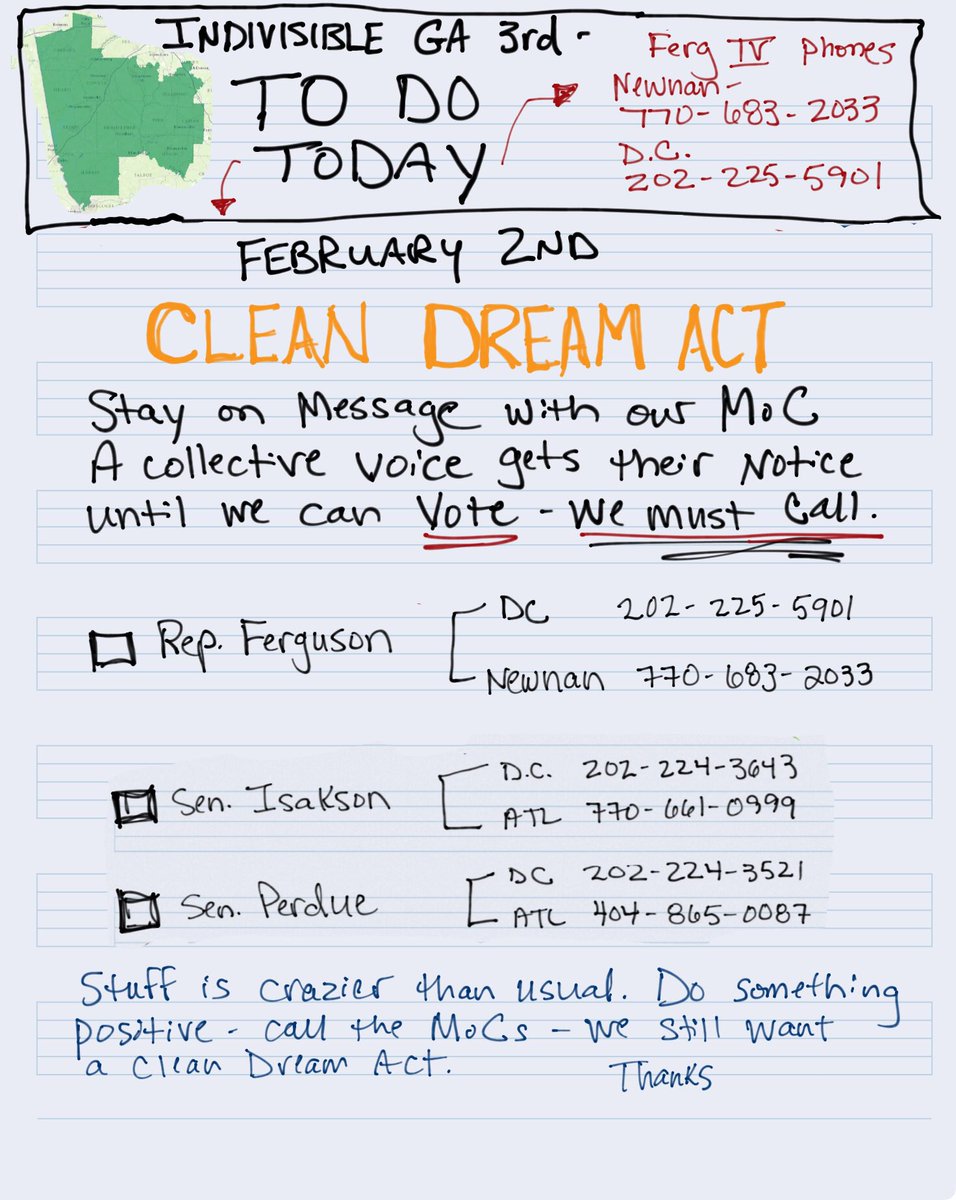 INDIVISIBLE GA 3rd -
TO DO
TODAY
Ferg IV phones
Newnan -
770-683-2033
D.C.
202-225-5901
FEBRUARY 2ND
CLEAN DREAM ACT
Stay on Message with our MoC
A collective voice gets their Notice
until we can Vote - We must Call.
Rep. Ferguson
DC 202-225-5901
Newnan 770-683-2033
Sen. Isakson
D.C. 202-224-3643
ATL 770-661-0999
Sen. Perdue
DC 202-224-3521
ATL 404-865-0087
Stuff is crazier than usual. Do something
positive - call the MoCs - we still want
a Clean Dream Act.
Thanks